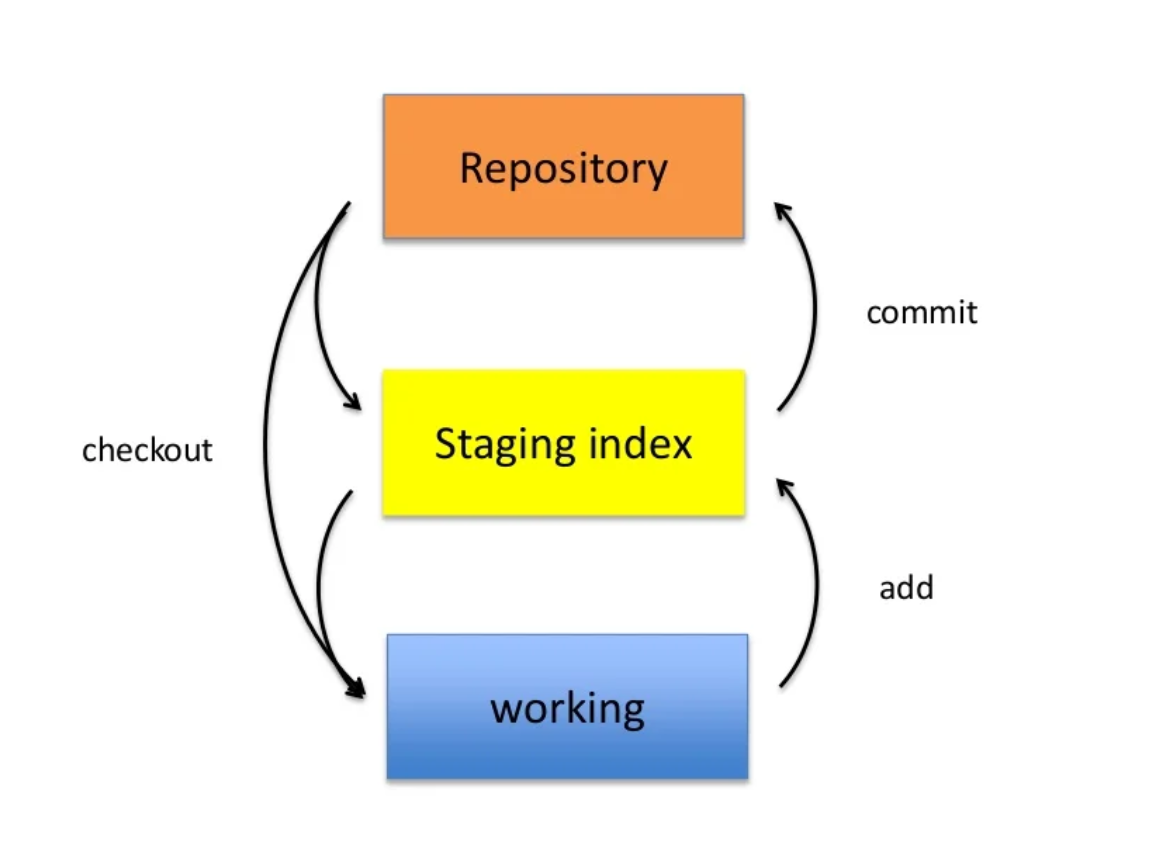 Repository
commit
Staging index
checkout
add
working